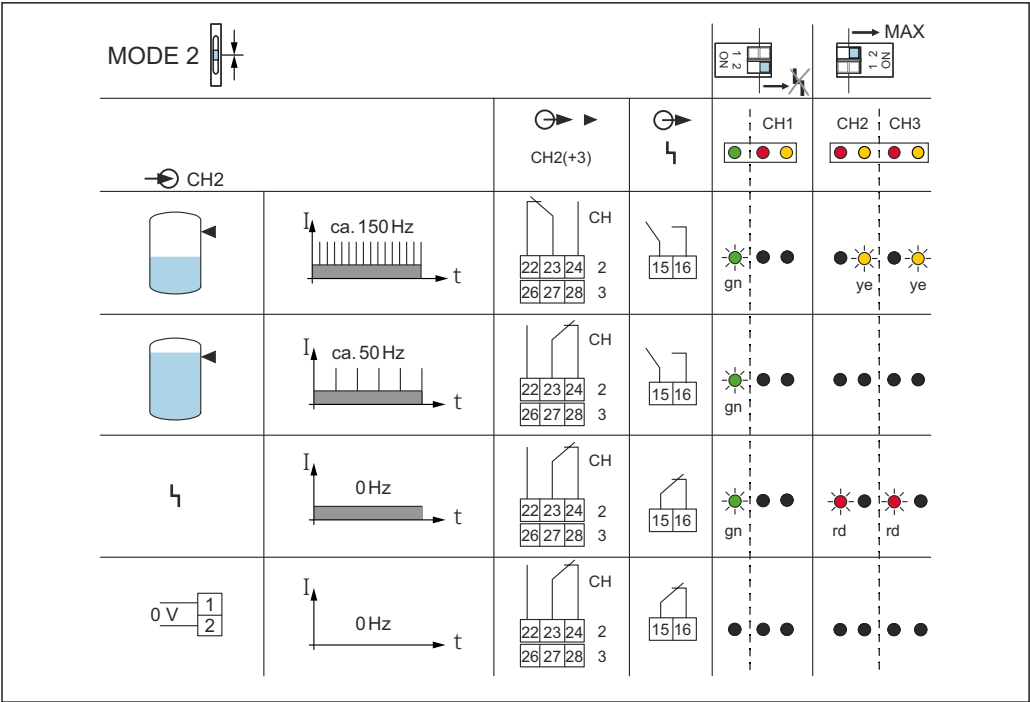 MODE 2
1 2
ON
MAX
1 2
ON
CH2
CH2(+3)
CH1
CH2 CH3
I ca. 150 Hz
t
CH
22 23 24 2
26 27 28 3
15 16
gn
ye ye
I ca. 50 Hz
t
CH
22 23 24 2
26 27 28 3
15 16
gn
I
0 Hz
t
CH
22 23 24 2
26 27 28 3
15 16
gn
rd rd
0 V 1
2
I
0 Hz
t
CH
22 23 24 2
26 27 28 3
15 16